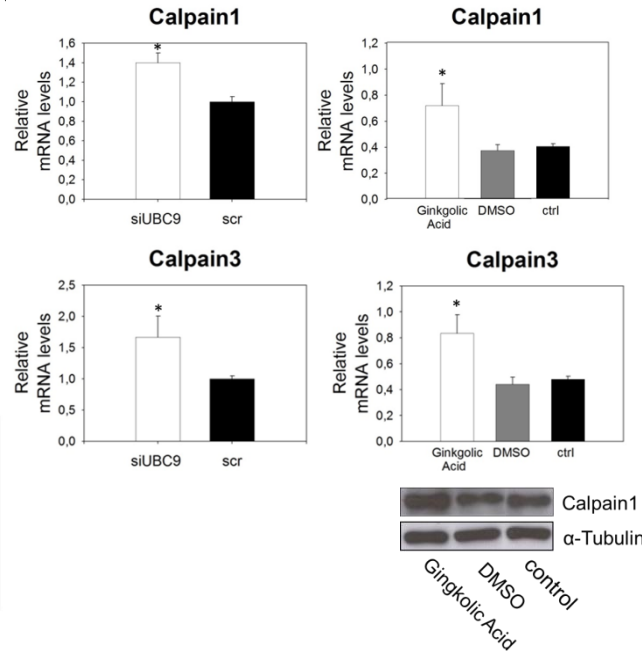 Calpain1
Relative
mRNA levels
1,6
1,4
1,2
1,0
0,8
0,6
0,4
0,2
0,0
*
siUBC9
scr
Calpain1
Relative
mRNA levels
1,2
1,0
0,8
0,6
0,4
0,2
0,0
*
Ginkgolic
Acid
DMSO
ctrl
Calpain3
Relative
mRNA levels
2,5
2,0
1,5
1,0
0,5
0,0
*
siUBC9
scr
Calpain3
Relative
mRNA levels
1,2
1,0
0,8
0,6
0,4
0,2
0,0
*
Ginkgolic
Acid
DMSO
ctrl
Calpain1
α-Tubulin
Gingkolic Acid
DMSO
control